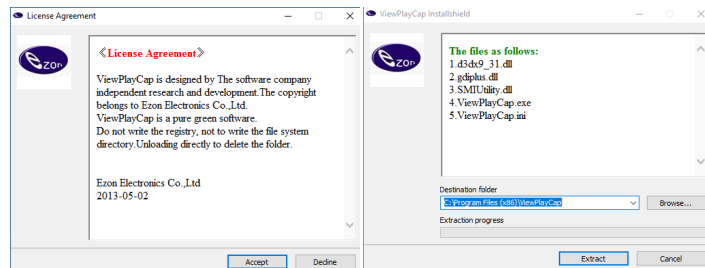 License Agreement
ezon
《License Agreement》
ViewPlayCap is designed by The software company
independent research and development.The copyright
belongs to Ezon Electronics Co.,Ltd.
ViewPlayCap is a pure green software.
Do not write the registry, not to write the file system
directory.Unloading directly to delete the folder.
Ezon Electronics Co.,Ltd
2013-05-02
Accept
Decline
ViewPlayCap Installshield
ezon
The files as follows:
1.d3dx9_31.dll
2.gdiplus.dll
3.SMIUtility.dll
4.ViewPlayCap.exe
5.ViewPlayCap.ini
Destination folder
C:\Program Files (x86)\ViewPlayCap
Browse...
Extraction progress
Extract
Cancel